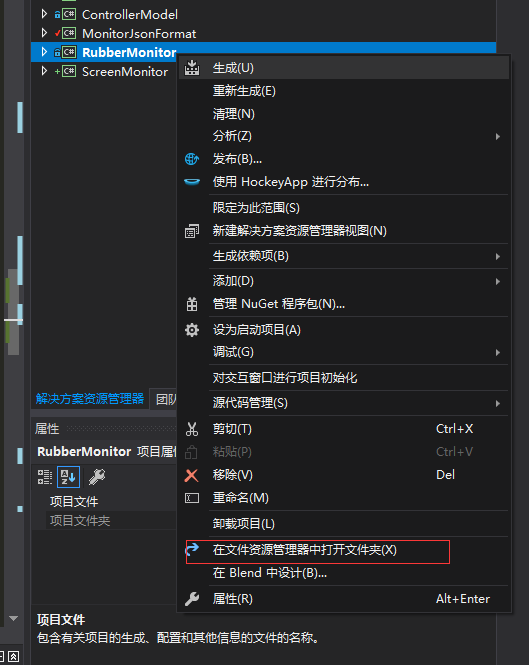 ControllerModel
MonitorJsonFormat
RubberMonitor
ScreenMonitor
生成(U)
重新生成(E)
清理(N)
分析(Z)
发布(B)...
使用 HockeyApp 进行分布...
限定为此范围(S)
新建解决方案资源管理器视图(N)
生成依赖项(B)
添加(D)
管理 NuGet 程序包(N)...
设为启动项目(A)
调试(G)
对交互窗口进行项目初始化
源代码管理(S)
剪切(T) Ctrl+X
粘贴(P) Ctrl+V
移除(V) Del
重命名(M)
卸载项目(L)
在文件资源管理器中打开文件夹(X)
在 Blend 中设计(B)...
属性(R) Alt+Enter
解决方案资源管理器 团队
属性
RubberMonitor 项目属
项目文件
项目文件夹
项目文件
包含有关项目的生成、配置和其他信息的文件的名称。